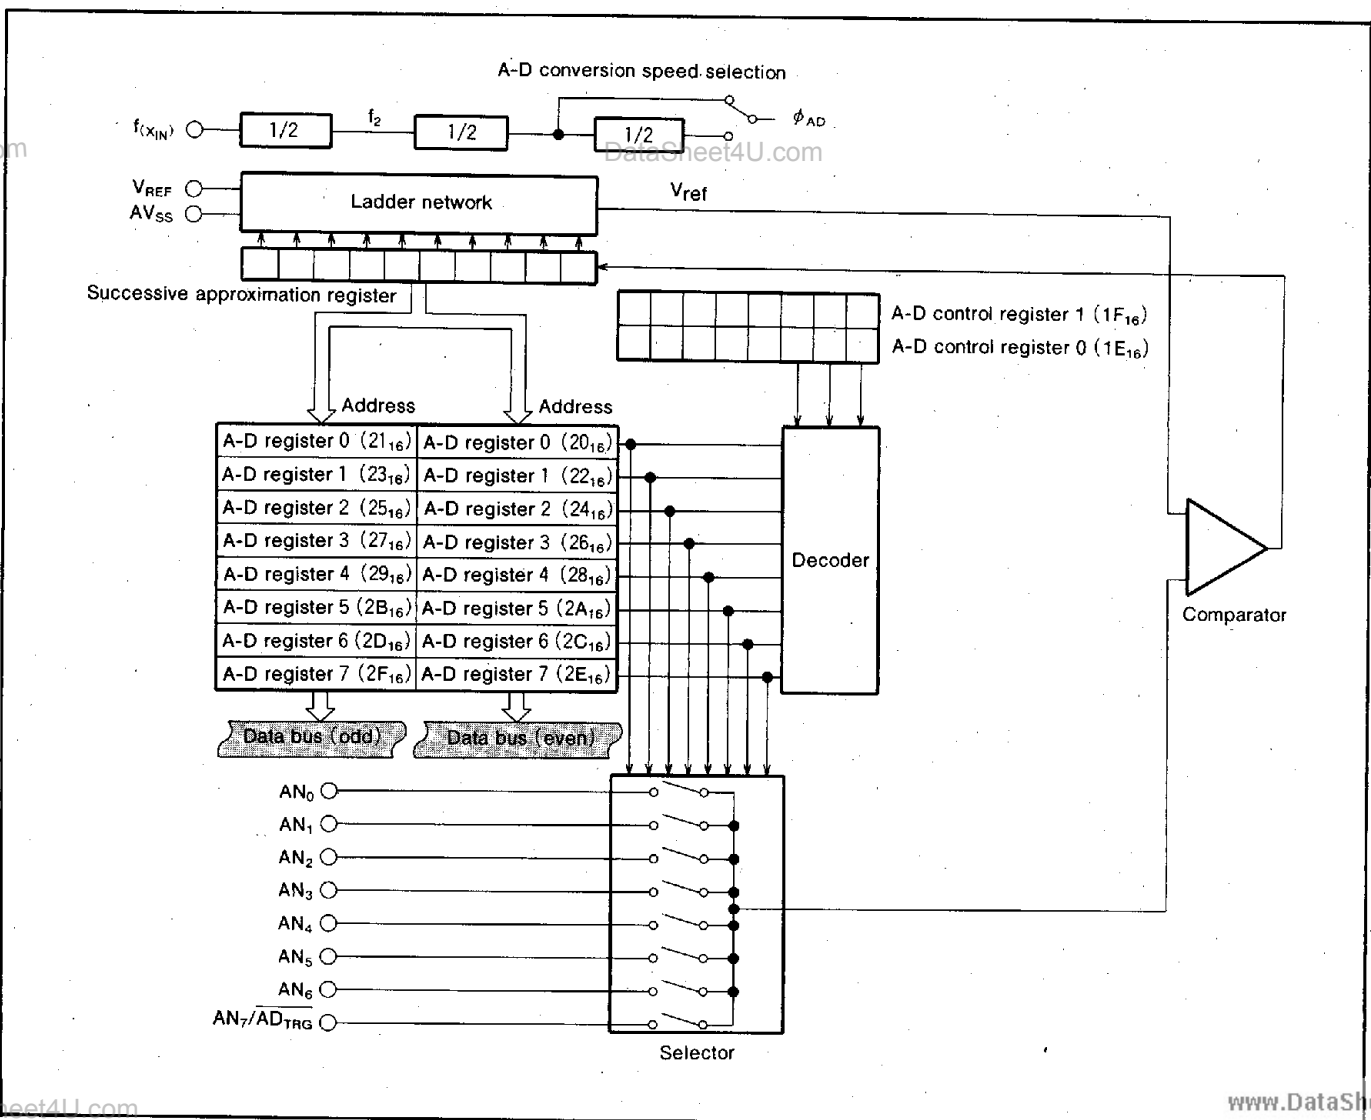 A-D conversion speed selection
f(XIN) 1/2 f₂ 1/2 1/2 ϕAD
om
DataSheet4U.com
VREF
AVSS
Ladder network
Vref
Successive approximation register
A-D control register 1 (1F₁₆)
A-D control register 0 (1E₁₆)
Address Address
A-D register 0 (21₁₆) A-D register 0 (20₁₆)
A-D register 1 (23₁₆) A-D register 1 (22₁₆)
A-D register 2 (25₁₆) A-D register 2 (24₁₆)
A-D register 3 (27₁₆) A-D register 3 (26₁₆)
A-D register 4 (29₁₆) A-D register 4 (28₁₆)
A-D register 5 (2B₁₆) A-D register 5 (2A₁₆)
A-D register 6 (2D₁₆) A-D register 6 (2C₁₆)
A-D register 7 (2F₁₆) A-D register 7 (2E₁₆)
Decoder
Comparator
Data bus (odd) Data bus (even)
AN₀
AN₁
AN₂
AN₃
AN₄
AN₅
AN₆
AN₇/ADTRG
Selector
eet4U.com
www.DataSh